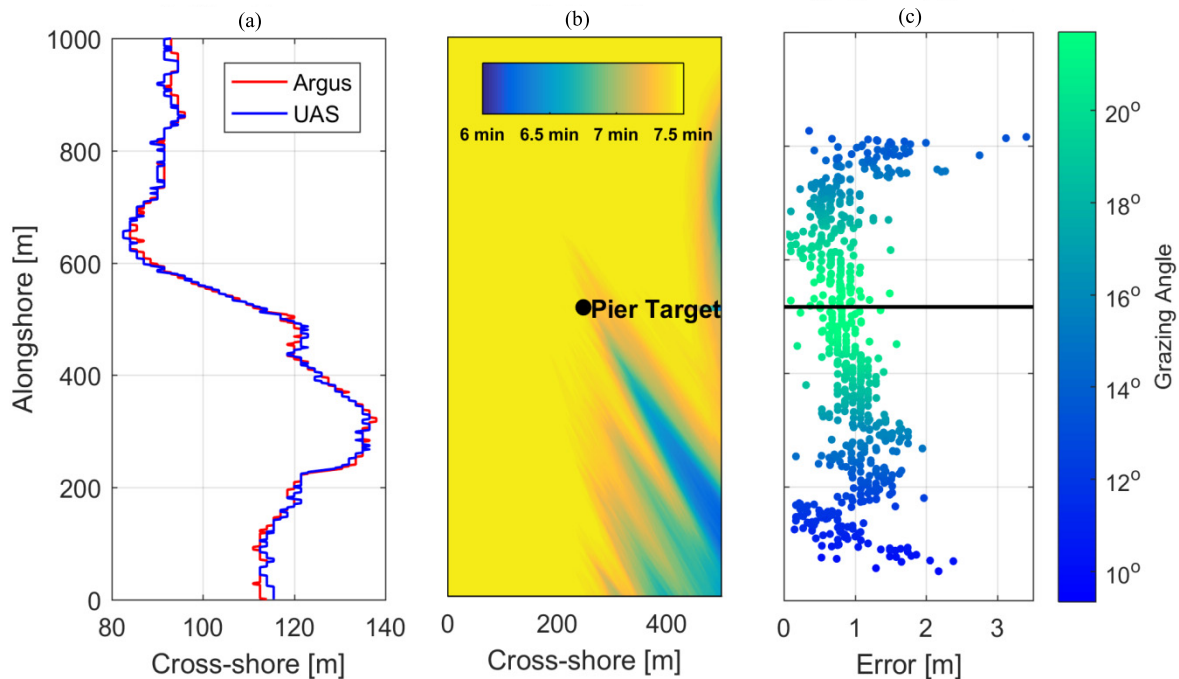 (a)
(b)
(c)
1000
800
600
400
200
0
Alongshore [m]
Argus
UAS
80
100
120
140
Cross-shore [m]
6 min
6.5 min
7 min
7.5 min
Pier Target
0
200
400
Cross-shore [m]
0
1
2
3
Error [m]
20°
18°
16°
14°
12°
10°
Grazing Angle